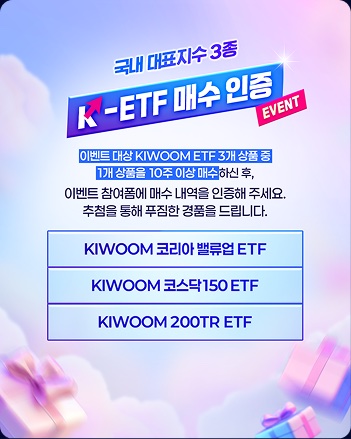 국내 대표지수 3종
K-ETF 매수 인증
EVENT
이벤트 대상 KIWOOM ETF 3개 상품 중
1개 상품을 10주 이상 매수하신 후,
이벤트 참여폼에 매수 내역을 인증해 주세요.
추첨을 통해 푸짐한 경품을 드립니다.
KIWOOM 코리아 밸류업 ETF
KIWOOM 코스닥150 ETF
KIWOOM 200TR ETF